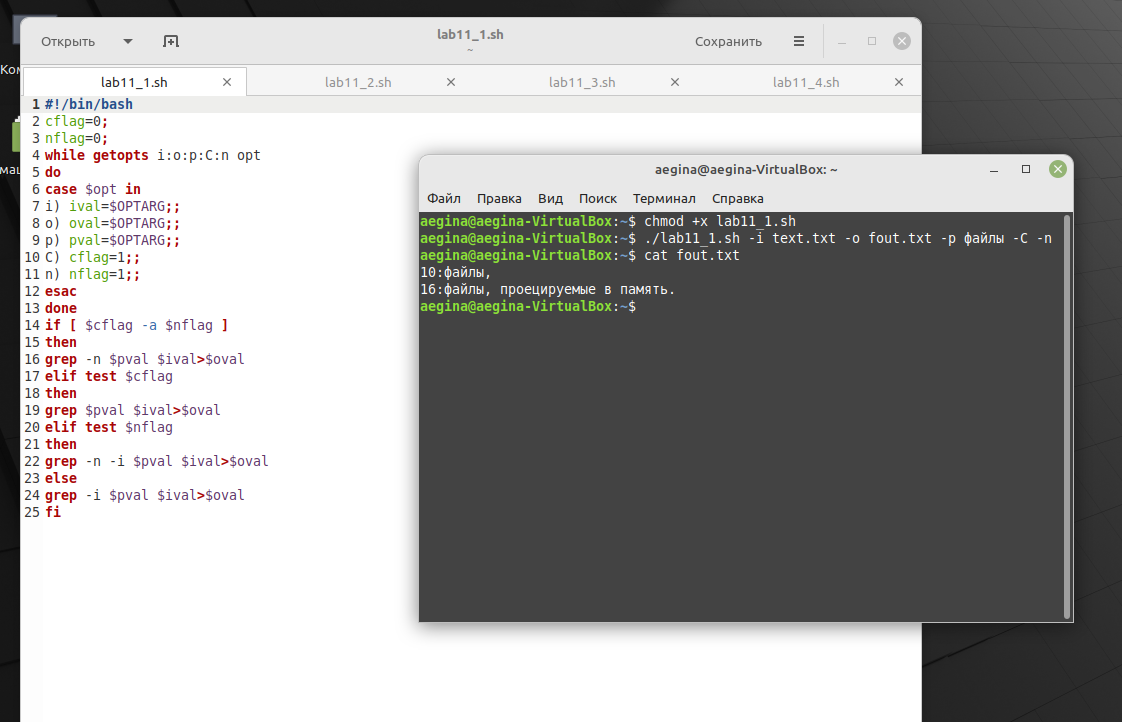 Открыть
lab11_1.sh
~
Сохранить
lab11_1.sh
lab11_2.sh
lab11_3.sh
lab11_4.sh
1 #!/bin/bash
2 cflag=0;
3 nflag=0;
4 while getopts i:o:p:C:n opt
5 do
6 case $opt in
7 i) ival=$OPTARG;;
8 o) oval=$OPTARG;;
9 p) pval=$OPTARG;;
10 C) cflag=1;;
11 n) nflag=1;;
12 esac
13 done
14 if [ $cflag -a $nflag ]
15 then
16 grep -n $pval $ival>$oval
17 elif test $cflag
18 then
19 grep $pval $ival>$oval
20 elif test $nflag
21 then
22 grep -n -i $pval $ival>$oval
23 else
24 grep -i $pval $ival>$oval
25 fi
aegina@aegina-VirtualBox: ~
Файл Правка Вид Поиск Терминал Справка
aegina@aegina-VirtualBox:~$ chmod +x lab11_1.sh
aegina@aegina-VirtualBox:~$ ./lab11_1.sh -i text.txt -o fout.txt -p файлы -C -n
aegina@aegina-VirtualBox:~$ cat fout.txt
10:файлы,
16:файлы, проецируемые в память.
aegina@aegina-VirtualBox:~$